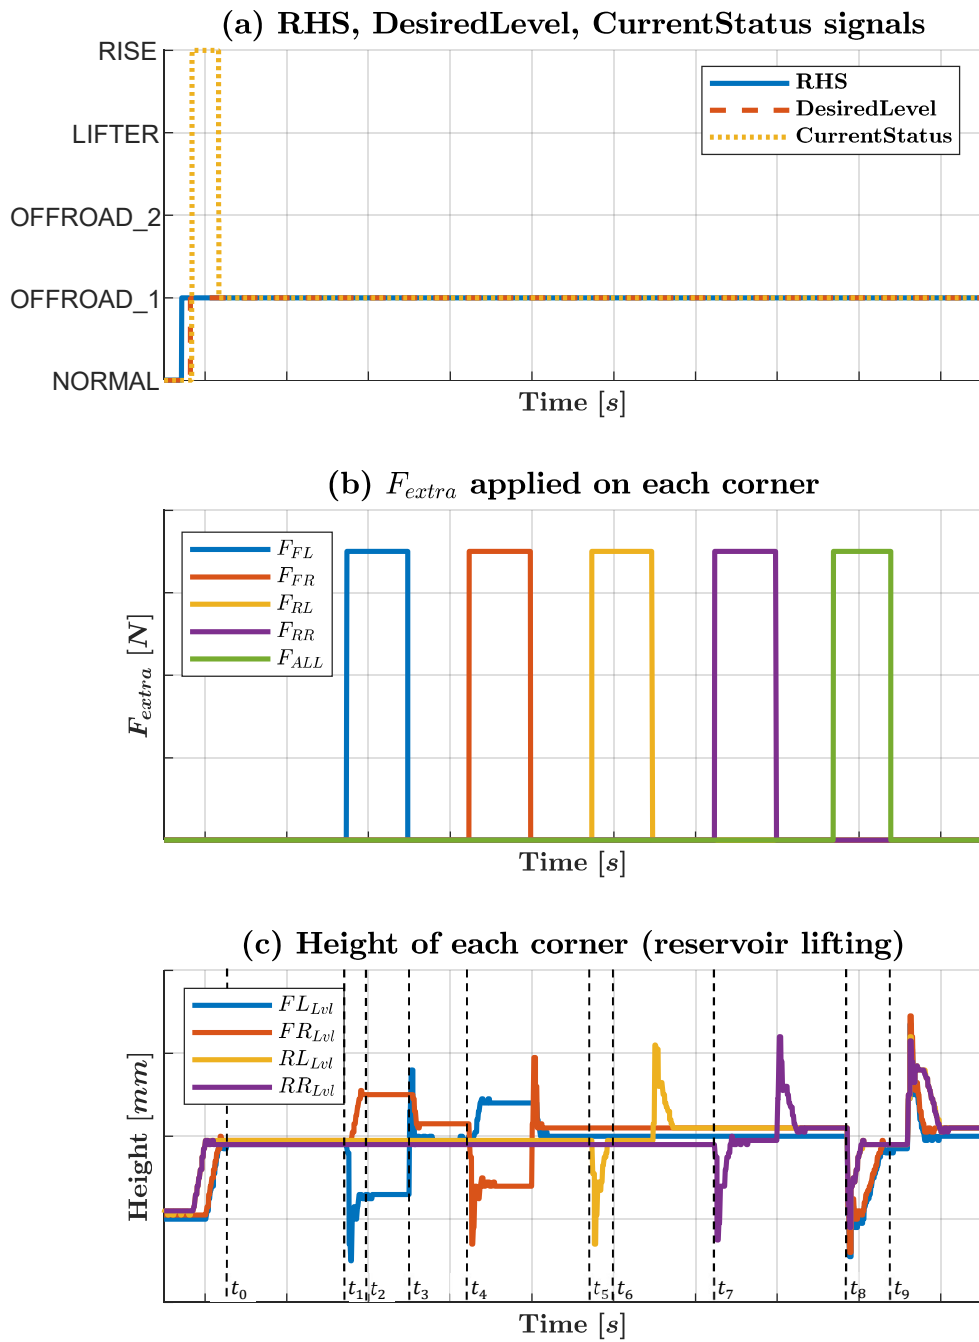 (a) RHS, DesiredLevel, CurrentStatus signals
RISE
LIFTER
OFFROAD_2
OFFROAD_1
NORMAL
RHS
DesiredLevel
CurrentStatus
Time [s]
(b) F_extra applied on each corner
F_extra [N]
F_FL
F_FR
F_RL
F_RR
F_ALL
Time [s]
(c) Height of each corner (reservoir lifting)
Height [mm]
FL_Lvl
FR_Lvl
RL_Lvl
RR_Lvl
t_0 t_1 t_2 t_3 t_4 t_5 t_6 t_7 t_8 t_9
Time [s]